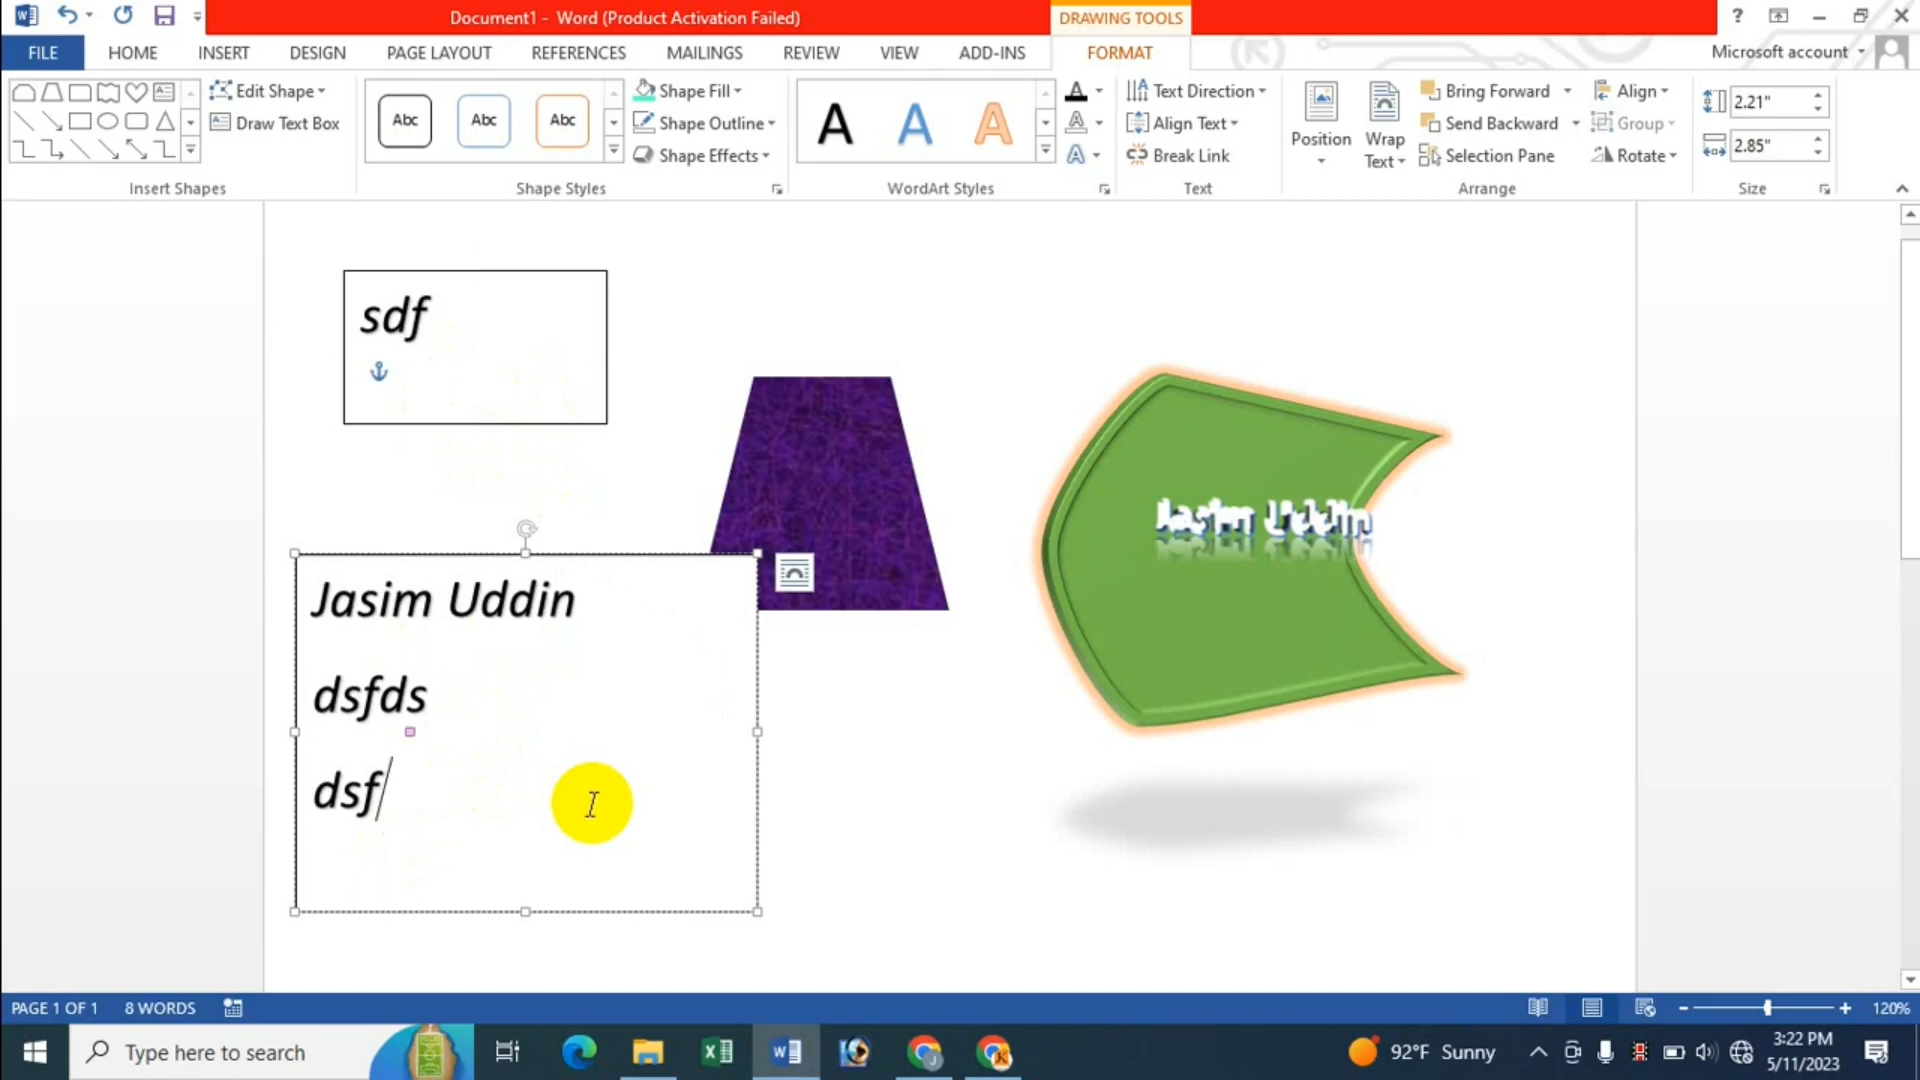 Document1 - Word (Product Activation Failed)
DRAWING TOOLS
?
FILE HOME INSERT DESIGN PAGE LAYOUT REFERENCES MAILINGS REVIEW VIEW ADD-INS FORMAT Microsoft account
Edit Shape
Draw Text Box
Insert Shapes
Abc Abc Abc
Shape Fill
Shape Outline
Shape Effects
Shape Styles
A A A
A
A
A
WordArt Styles
Text Direction
Align Text
Break Link
Text
Position
Wrap
Text
Bring Forward
Send Backward
Selection Pane
Align
Group
Rotate
Arrange
2.21"
2.85"
Size
sdf
Jasim Uddin
Jasim Uddin
dsfds
dsf
PAGE 1 OF 1 8 WORDS 120%
Type here to search
92°F Sunny
3:22 PM
5/11/2023